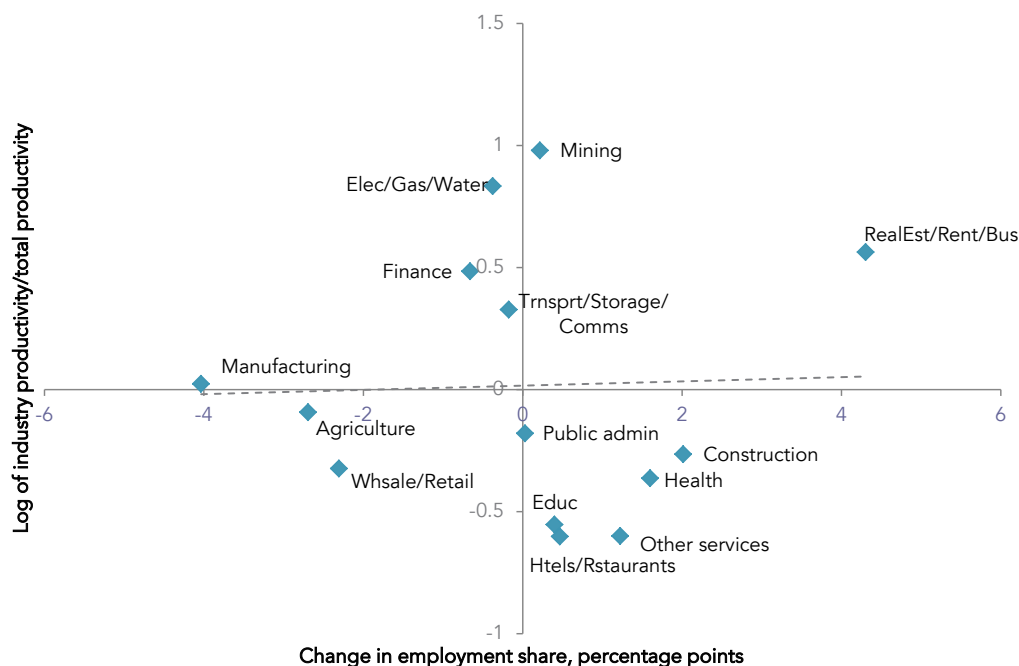 1.5
1
Mining
Elec/Gas/Water
RealEst/Rent/Bus
0.5
Finance
Trnsprt/Storage/
Comms
Manufacturing
0
-6
-4
-2
0
2
4
6
Agriculture
Public admin
Construction
Whsale/Retail
Health
-0.5
Educ
Other services
Htels/Rstaurants
-1
Log of industry productivity/total productivity
Change in employment share, percentage points